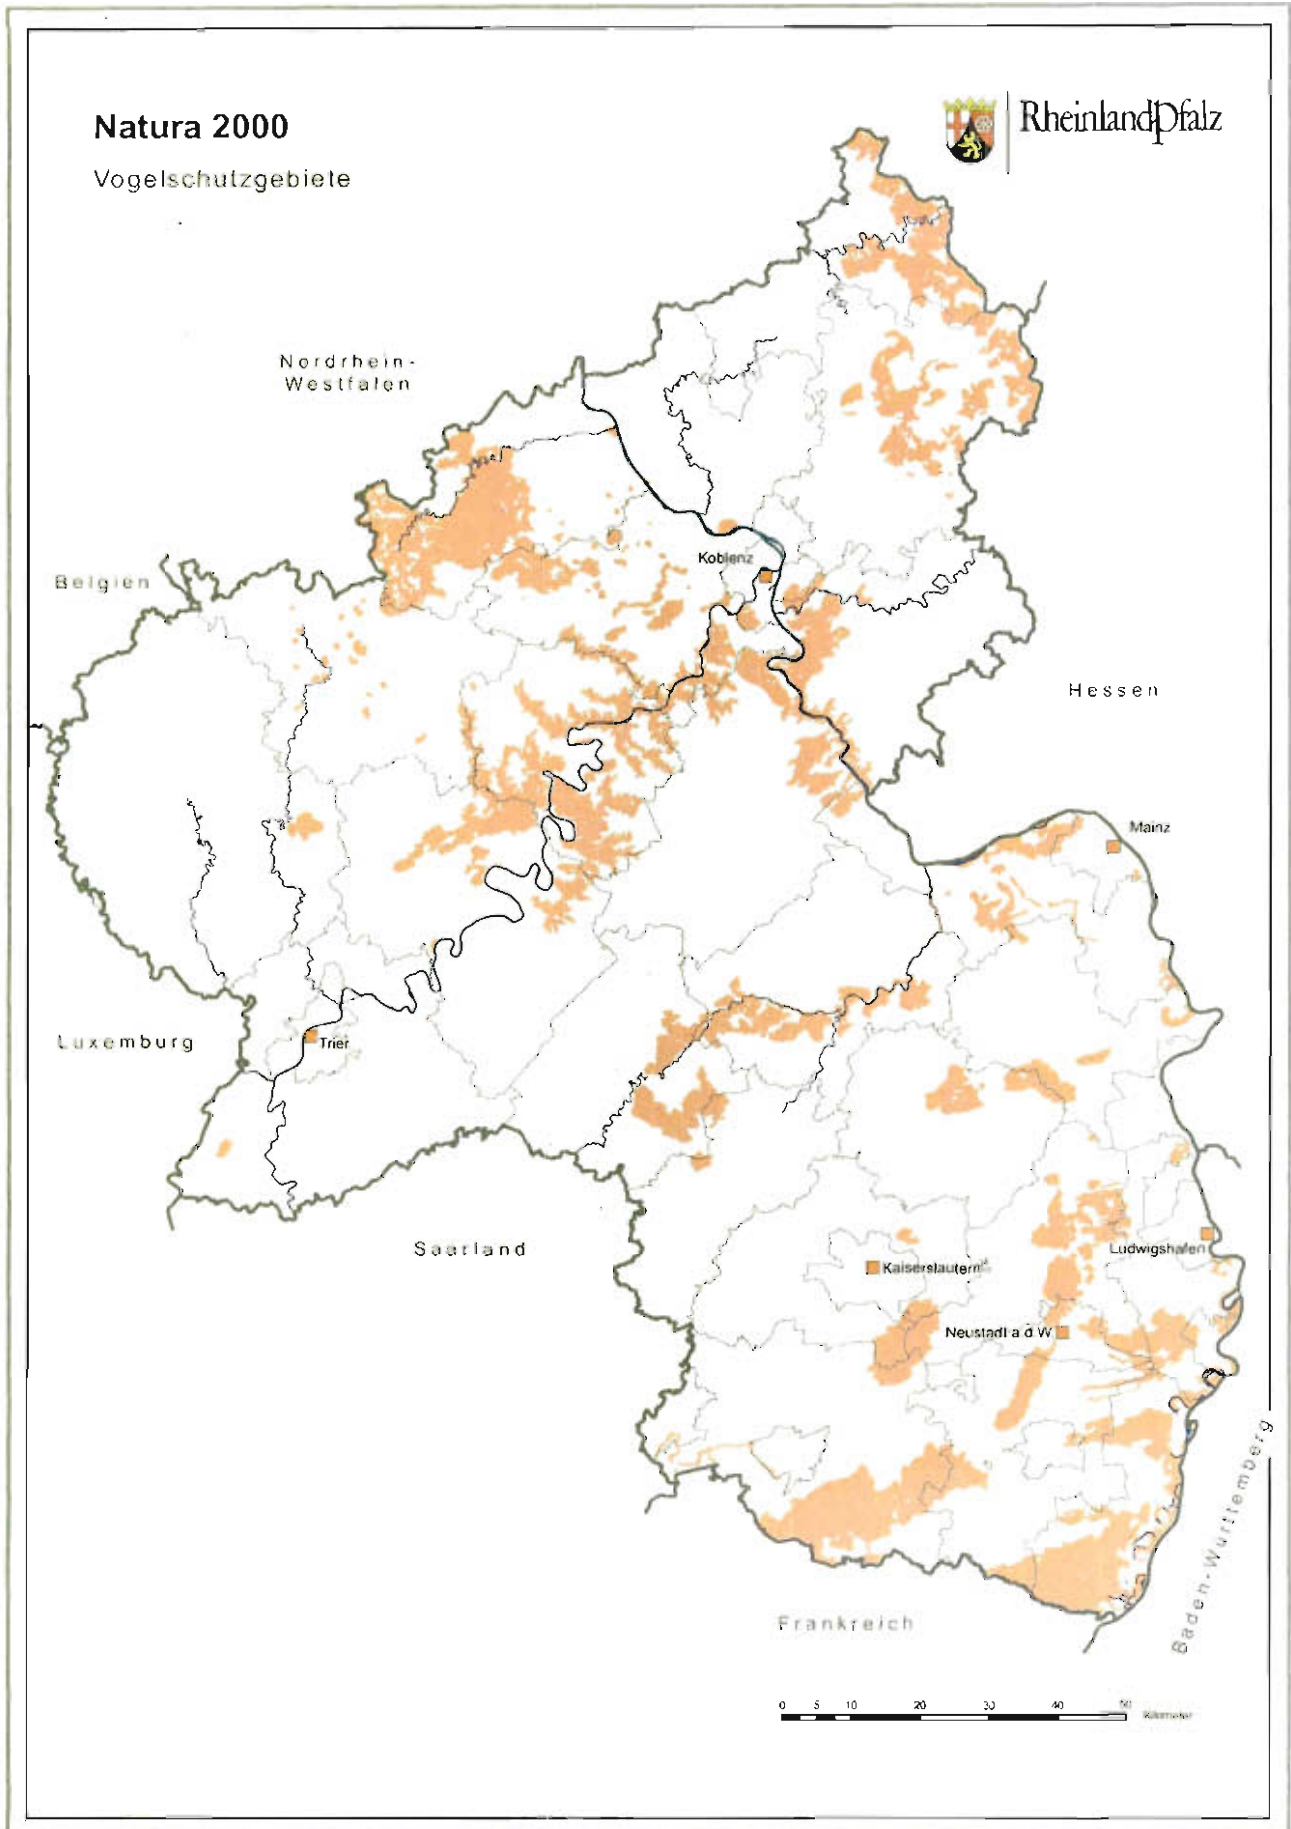 Natura 2000
Vogelschutzgebiete
RheinlandPfalz
Nordrhein-
Westfalen
Koblenz
Belgien
Hessen
Mainz
Luxemburg
Trier
Saarland
Ludwigshafen
Kaiserslautern
Neustadt a d W
Baden-Württemberg
Frankreich
0 5 10 20 30 40 50
Kilometer